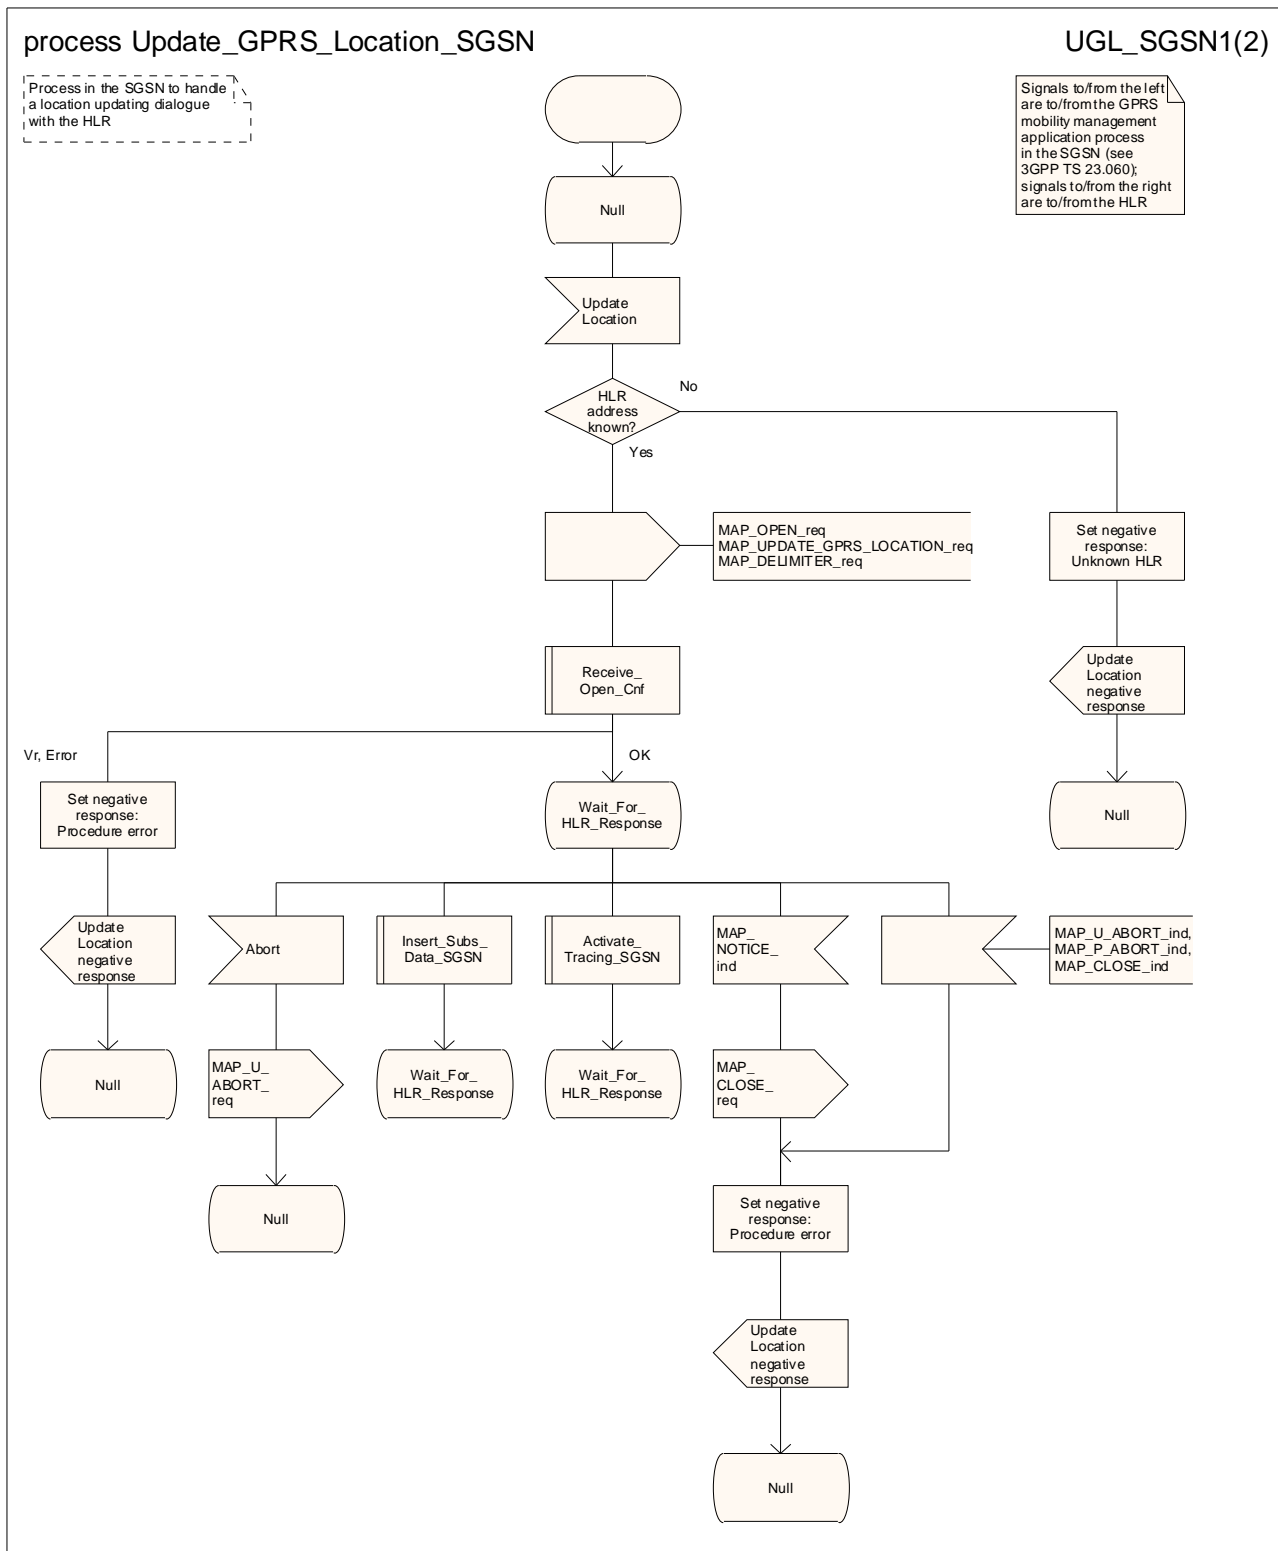 process Update_GPRS_Location_SGSN
UGL_SGSN1(2)
Process in the SGSN to handle
a location updating dialogue
with the HLR
Signals to/from the left
are to/from the GPRS
mobility management
application process
in the SGSN (see
3GPP TS 23.060);
signals to/from the right
are to/from the HLR
Null
Update
Location
HLR
address
known?
No
Yes
MAP_OPEN_req
MAP_UPDATE_GPRS_LOCATION_req
MAP_DELIMITER_req
Set negative
response:
Unknown HLR
Receive_
Open_Cnf
Update
Location
negative
response
Vr, Error
OK
Set negative
response:
Procedure error
Wait_For_
HLR_Response
Null
Update
Location
negative
response
Abort
Insert_Subs_
Data_SGSN
Activate_
Tracing_SGSN
MAP_
NOTICE_
ind
MAP_U_ABORT_ind,
MAP_P_ABORT_ind,
MAP_CLOSE_ind
Null
MAP_U_
ABORT_
req
Wait_For_
HLR_Response
Wait_For_
HLR_Response
MAP_
CLOSE_
req
Null
Set negative
response:
Procedure error
Update
Location
negative
response
Null